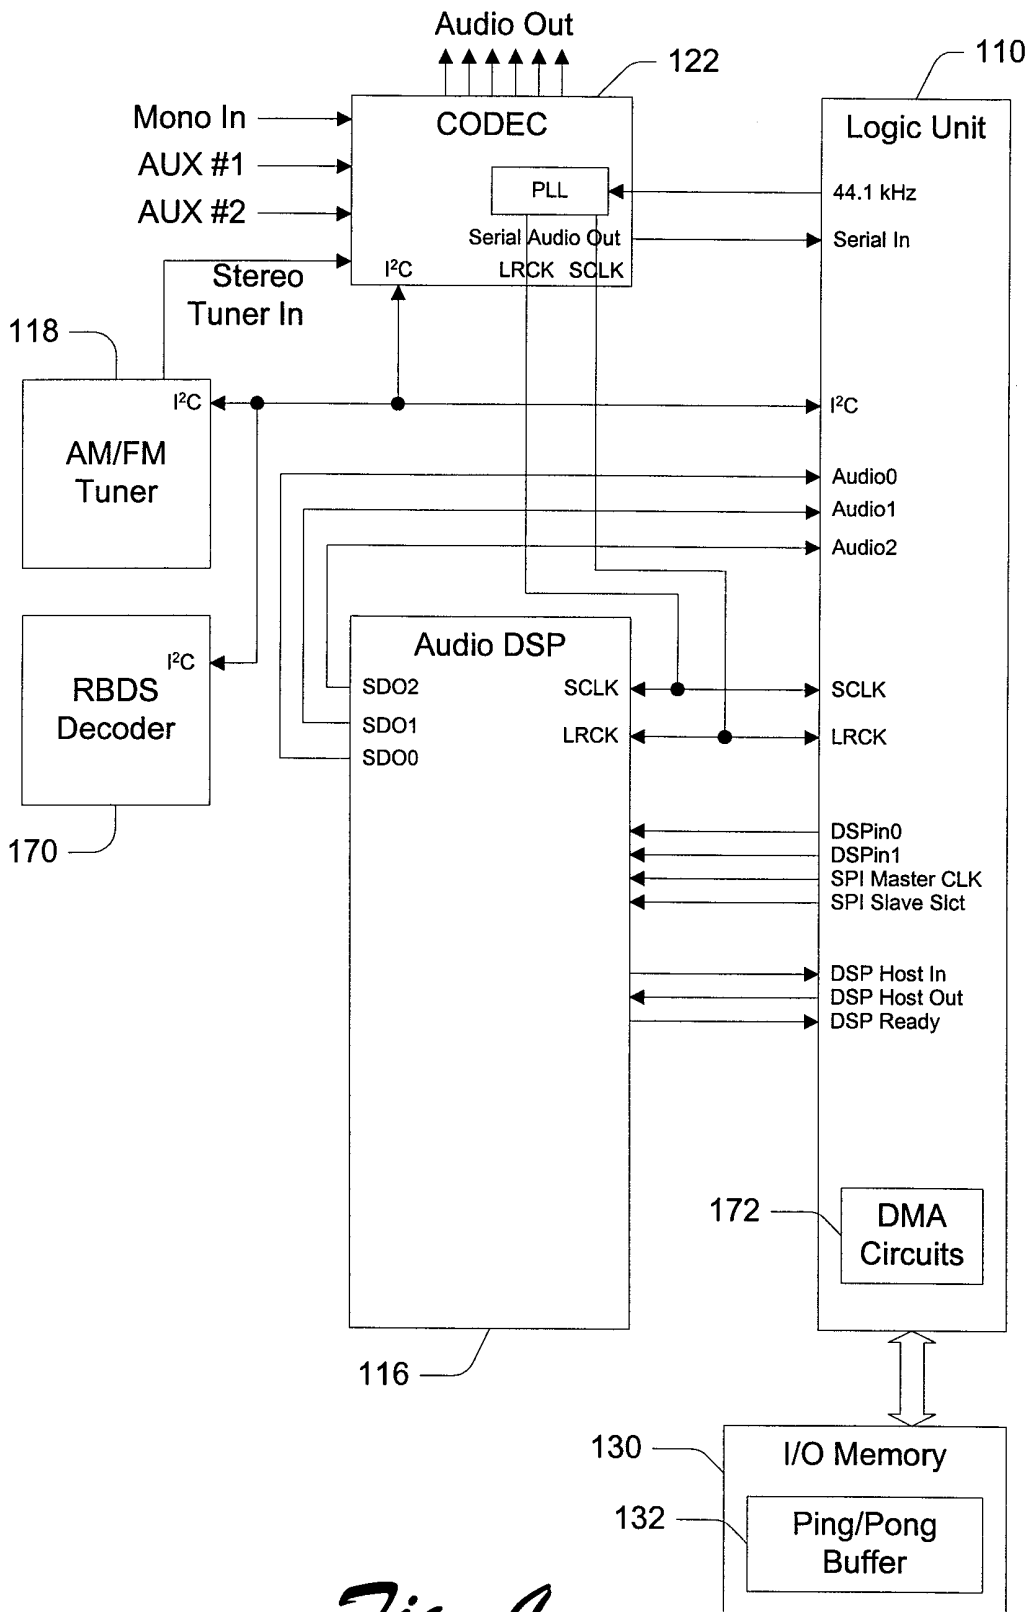 Audio Out
122
110
CODEC
Logic Unit
Mono In
AUX #1
AUX #2
PLL
44.1 kHz
Serial Audio Out
Serial In
I²C
LRCK SCLK
Stereo
Tuner In
118
I²C
I²C
AM/FM
Tuner
Audio0
Audio1
Audio2
Audio DSP
I²C
RBDS
Decoder
SDO2
SDO1
SDO0
SCLK
LRCK
SCLK
LRCK
170
DSPin0
DSPin1
SPI Master CLK
SPI Slave Slct
DSP Host In
DSP Host Out
DSP Ready
172
DMA
Circuits
116
130
I/O Memory
132
Ping/Pong
Buffer